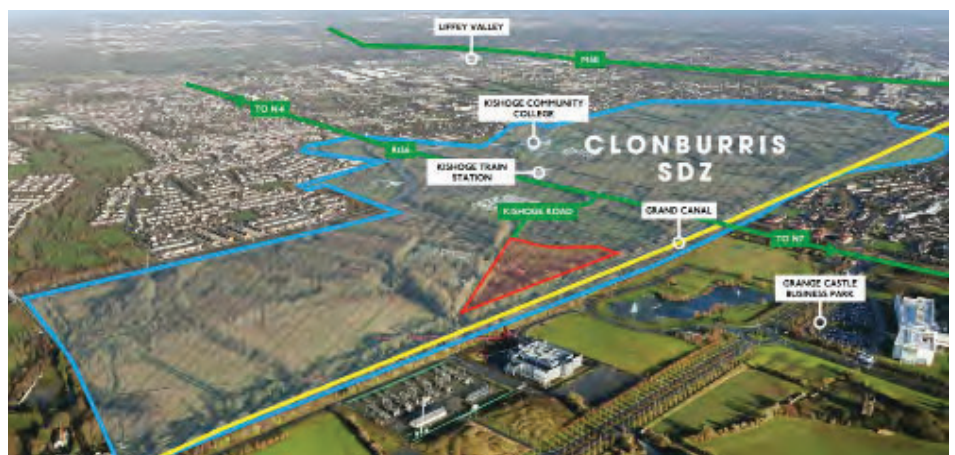 LIFFEY VALLEY
M50
TO N4
KISHOGE COMMUNITY
COLLEGE
CLONBURRIS
SDZ
R136
KISHOGE TRAIN
STATION
KISHOGE ROAD
GRAND CANAL
TO N7
GRANGE CASTLE
BUSINESS PARK